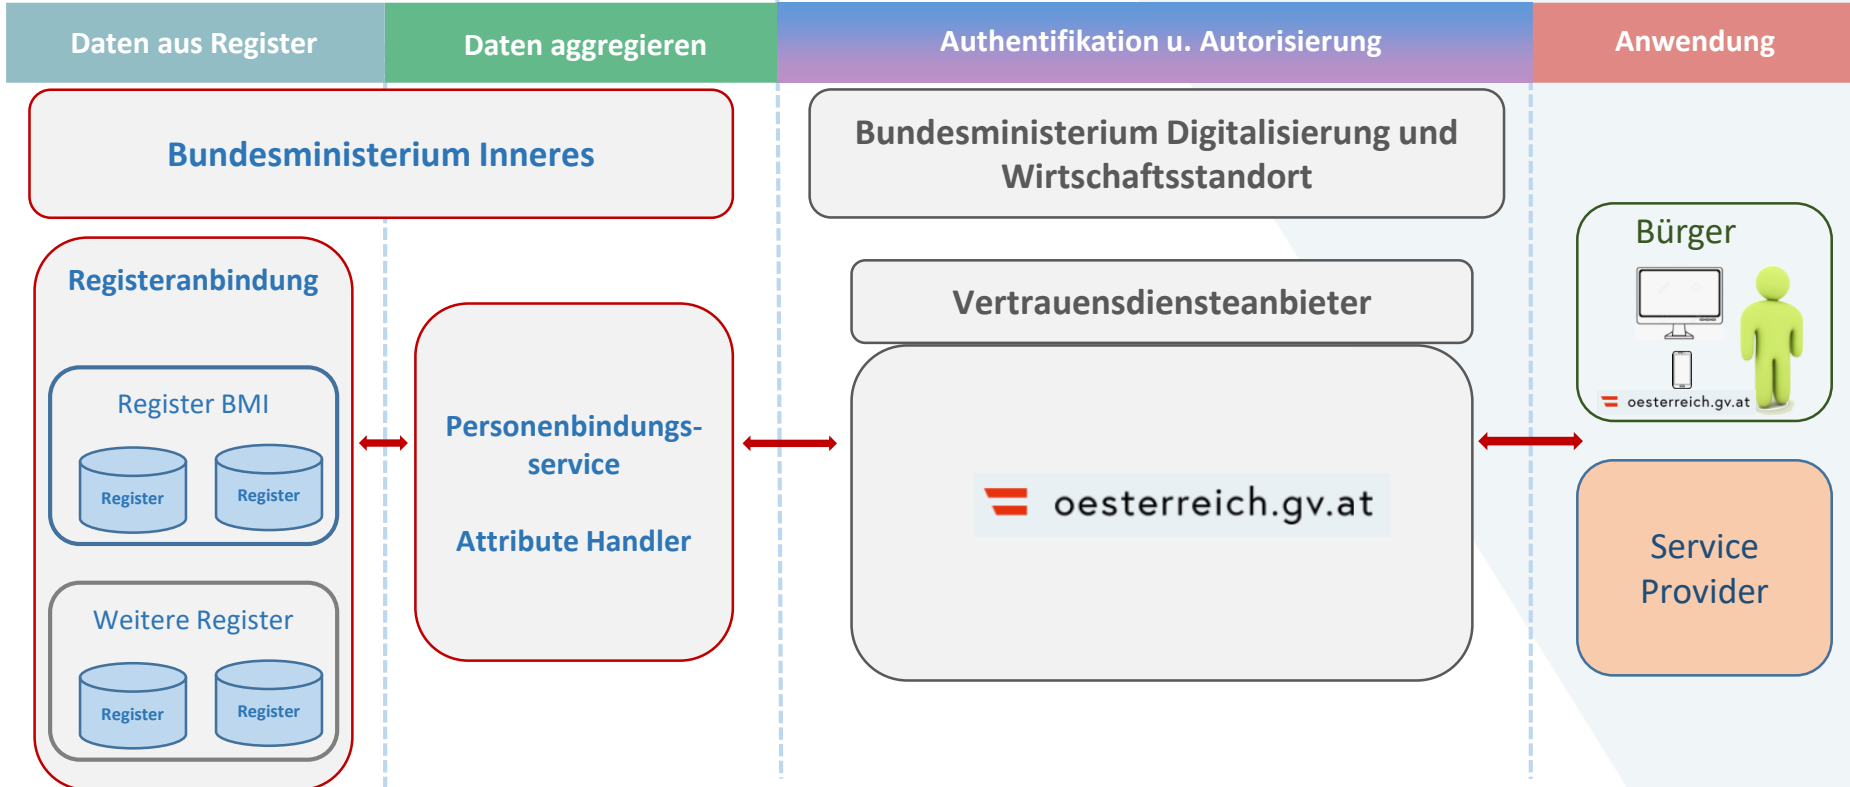 Daten aus Register
Daten aggregieren
Authentifikation u. Autorisierung
Anwendung
Bundesministerium Inneres
Bundesministerium Digitalisierung und
Wirtschaftsstandort
Registeranbindung
Register BMI
Register
Register
Weitere Register
Register
Register
Personenbindungs-
service
Attribute Handler
Vertrauensdiensteanbieter
oesterreich.gv.at
Bürger
oesterreich.gv.at
Service
Provider